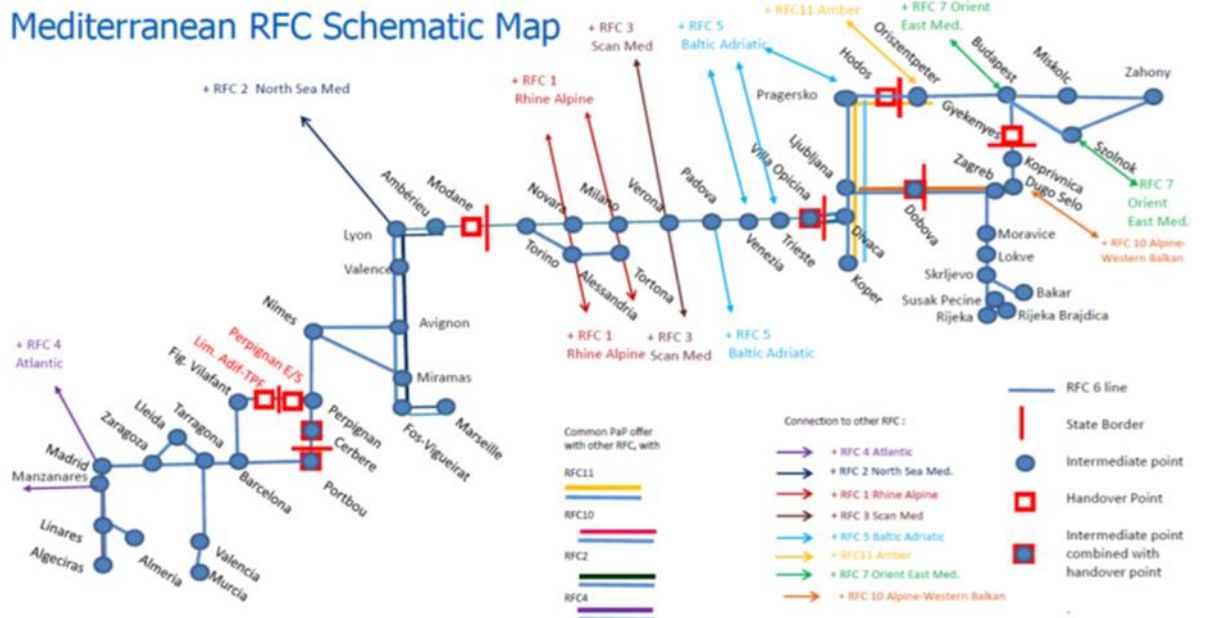 Mediterranean RFC Schematic Map
+ RFC 2 North Sea Med
+ RFC 1
Rhine Alpine
+ RFC 3
Scan Med
+ RFC 5
Baltic Adriatic
+ RFC11 Amber
+ RFC 7 Orient
East Med.
Hodos
Oriszentpeter
Budapest
Miskolc
Zahony
Pragersko
Gyekenyes
Szolnok
Koprivnica
Zagreb
Dugo Selo
RFC 7
Orient
East Med.
+ RFC 10 Alpine-
Western Balkan
Ljubljana
Dobova
Villa Opicina
Divaca
Koper
Moravice
Lokve
Skrljevo
Bakar
Susak Pecine
Rijeka
Rijeka Brajdica
Ambérieu
Modane
Lyon
Novara
Milano
Verona
Padova
Venezia
Trieste
Torino
Alessandria
Tortona
Valence
+ RFC 1
Rhine Alpine
+ RFC 3
Scan Med
+ RFC 5
Baltic Adriatic
Nimes
Avignon
Miramas
Fos-Vigueirat
Marseille
+ RFC 4
Atlantic
Perpignan E/S
Lim. Adif-TPF
Fig. Vilafant
Perpignan
Cerbere
Portbou
Tarragona
Lleida
Zaragoza
Madrid
Manzanares
Barcelona
Linares
Algeciras
Almeria
Valencia
Murcia
Common PaP offer
with other RFC, with
RFC11
RFC10
RFC2
RFC4
Connection to other RFC :
+ RFC 4 Atlantic
+ RFC 2 North Sea Med.
+ RFC 1 Rhine Alpine
+ RFC 3 Scan Med
+ RFC 5 Baltic Adriatic
+ RFC11 Amber
+ RFC 7 Orient East Med.
+ RFC 10 Alpine-Western Balkan
RFC 6 line
State Border
Intermediate point
Handover Point
Intermediate point
combined with
handover point